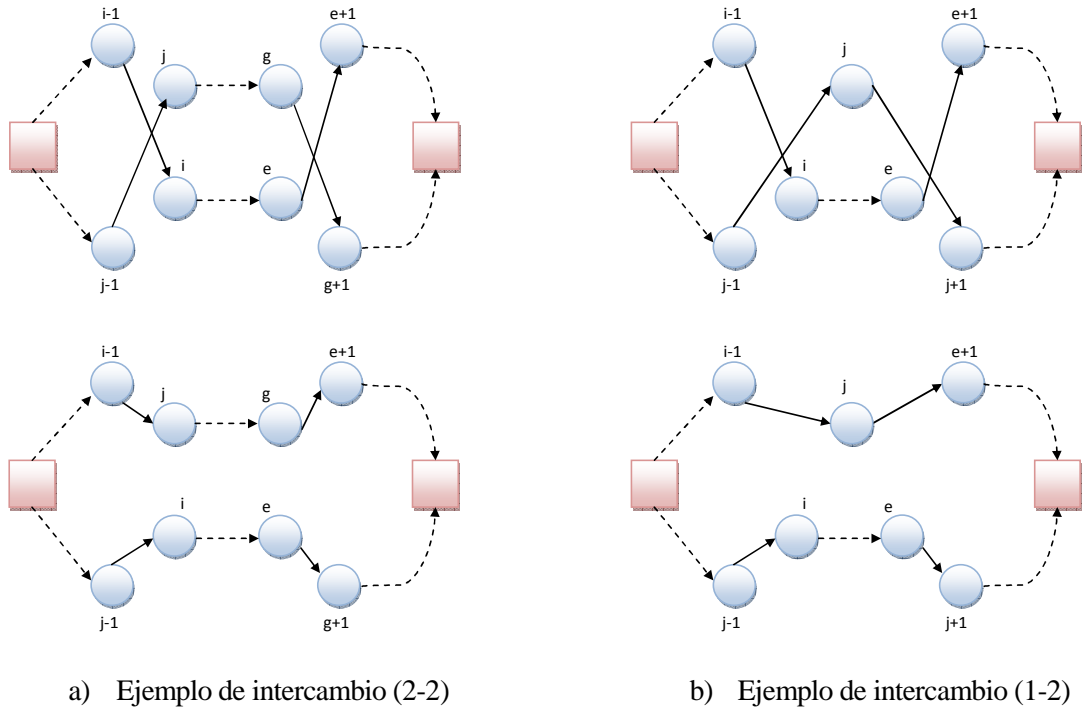 i-1 e+1 i-1 e+1
j g j
i e i e
j-1 g+1 j-1 j+1
i-1 e+1 i-1 e+1
j g j
i e i e
j-1 g+1 j-1 j+1
a) Ejemplo de intercambio (2-2) b) Ejemplo de intercambio (1-2)